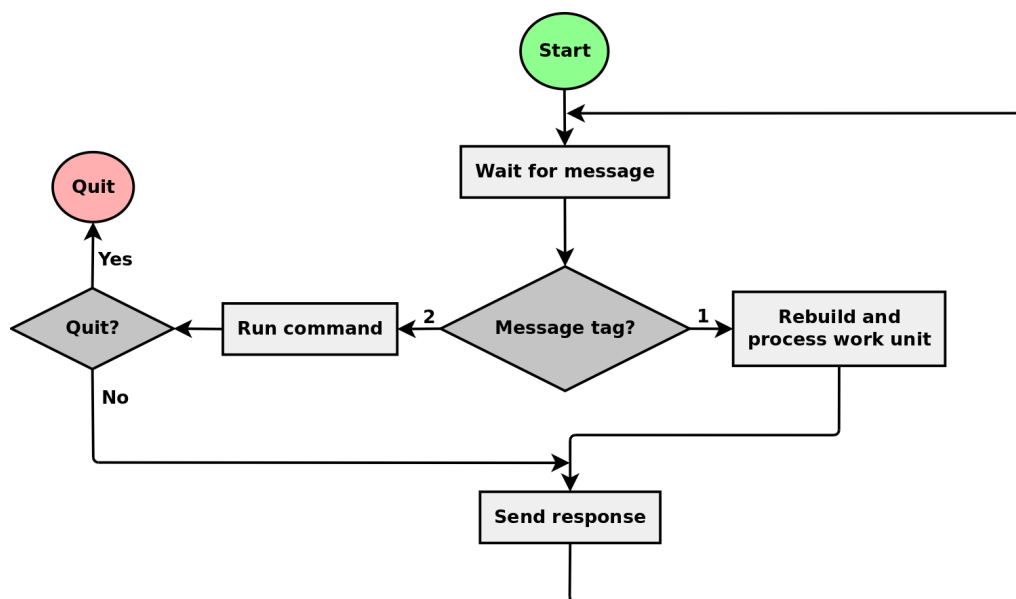 Start
Wait for message
Quit
Yes
Quit?
Run command
2
Message tag?
1
Rebuild and
process work unit
No
Send response